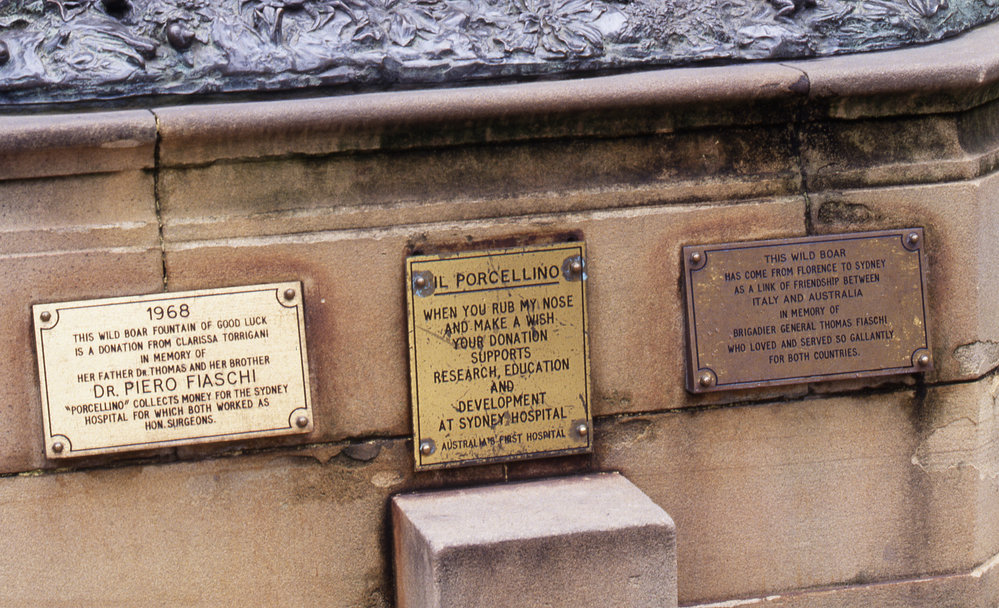 1968
THIS WILD BOAR FOUNTAIN OF GOOD LUCK
IS A DONATION FROM CLARISSA TORRIGANI
IN MEMORY OF
HER FATHER DR. THOMAS AND HER BROTHER
DR. PIERO FIASCHI
"PORCELLINO" COLLECTS MONEY FOR THE SYDNEY
HOSPITAL FOR WHICH BOTH WORKED AS
HON. SURGEONS.
IL PORCELLINO
WHEN YOU RUB MY NOSE
AND MAKE A WISH
YOUR DONATION
SUPPORTS
RESEARCH, EDUCATION
AND
DEVELOPMENT
AT SYDNEY HOSPITAL
AUSTRALIA'S FIRST HOSPITAL
THIS WILD BOAR
HAS COME FROM FLORENCE TO SYDNEY
AS A LINK OF FRIENDSHIP BETWEEN
ITALY AND AUSTRALIA
IN MEMORY OF
BRIGADIER GENERAL THOMAS FIASCHI
WHO LOVED AND SERVED SO GALLANTLY
FOR BOTH COUNTRIES.